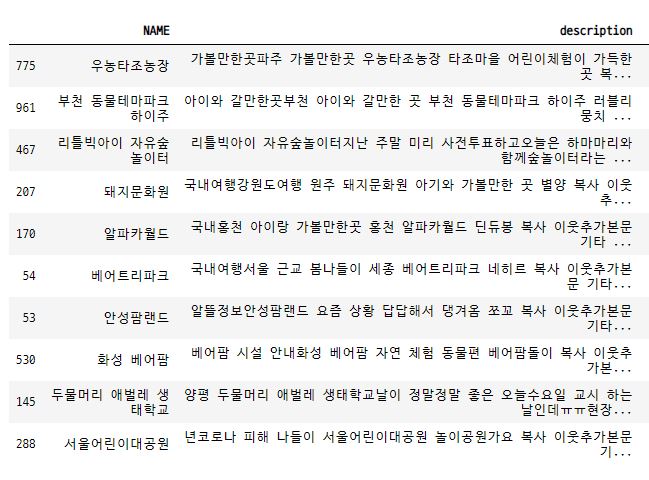 NAME description
775 우농타조농장 가볼만한곳파주 가볼만한곳 우농타조농장 타조마을 어린이체험이 가득한
곳 복...
961 부천 동물테마파크 아이와 갈만한곳부천 아이와 갈만한 곳 부천 동물테마파크 하이주 러블리
하이주 뭉치 ...
467 리틀빅아이 자유숲 리틀빅아이 자유숲놀이터지난 주말 미리 사전투표하고오늘은 하마마리와
놀이터 함께숲놀이터라는 ...
207 돼지문화원 국내여행강원도여행 원주 돼지문화원 아기와 가볼만한 곳 별양 복사 이웃
추...
170 알파카월드 국내홍천 아이랑 가볼만한곳 홍천 알파카월드 딘듀봉 복사 이웃추가본문
기타 ...
54 베어트리파크 국내여행서울 근교 봄나들이 세종 베어트리파크 네히르 복사 이웃추가본
문 기타...
53 안성팜랜드 알뜰정보안성팜랜드 요즘 상황 답답해서 댕겨옴 쪼꼬 복사 이웃추가본문
기타...
530 화성 베어팜 베어팜 시설 안내화성 베어팜 자연 체험 동물편 베어팜돌이 복사 이웃추
가본...
145 두물머리 애벌레 생 양평 두물머리 애벌레 생태학교날이 정말정말 좋은 오늘수요일 교시 하는
태학교 날인데ㅠㅠ현장...
288 서울어린이대공원 년코로나 피해 나들이 서울어린이대공원 놀이공원가요 복사 이웃추가본문
기...